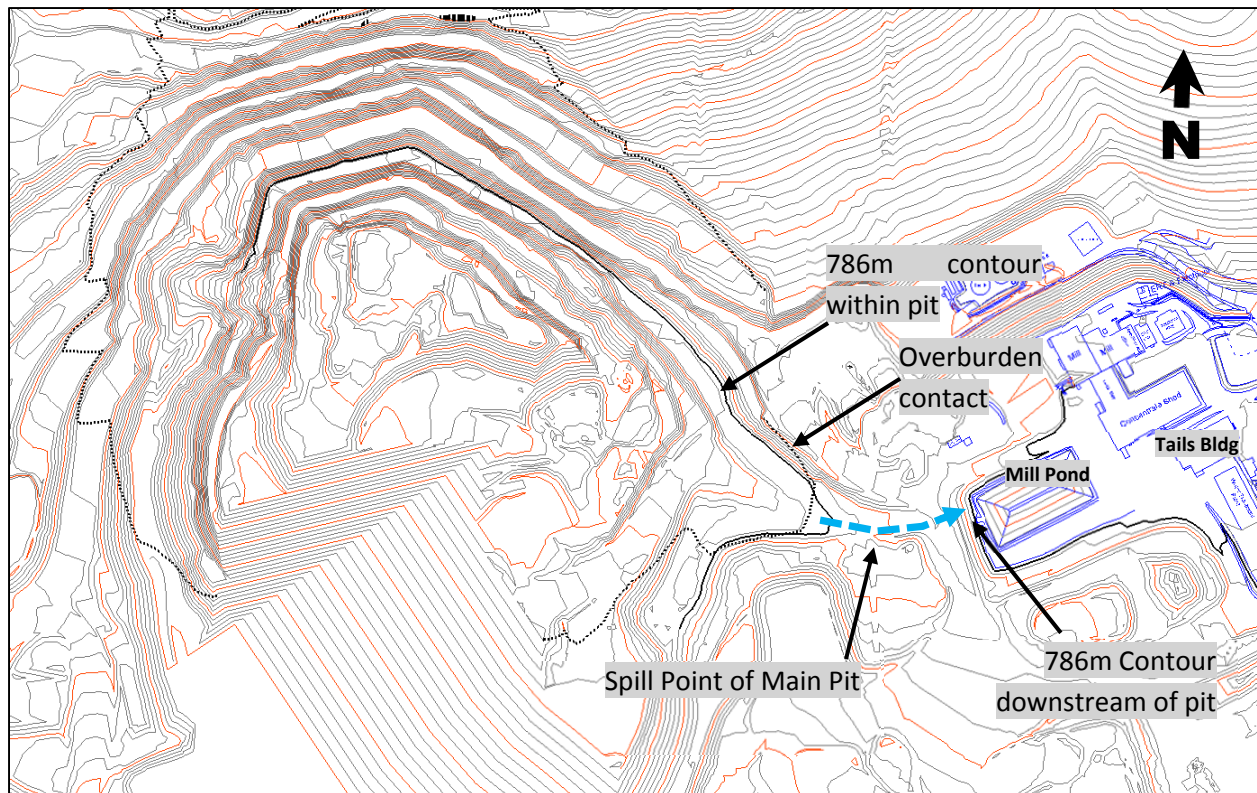 N
786m contour
within pit
Overburden
contact
Mill
Mill
Concentrate Shed
Tails Bldg
Mill Pond
Spill Point of Main Pit
786m Contour
downstream of pit